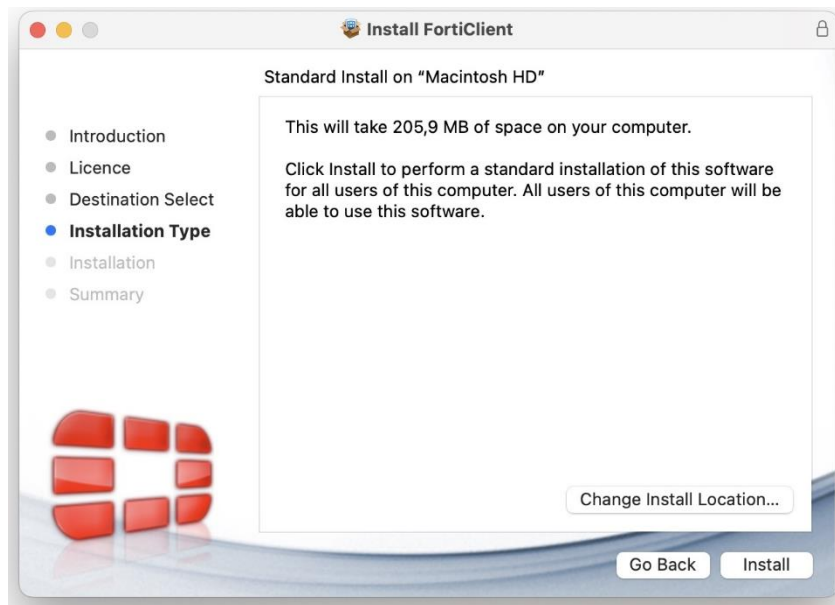 Install FortiClient
Standard Install on “Macintosh HD”
Introduction
Licence
Destination Select
Installation Type
Installation
Summary
This will take 205,9 MB of space on your computer.
Click Install to perform a standard installation of this software
for all users of this computer. All users of this computer will be
able to use this software.
Change Install Location...
Go Back
Install